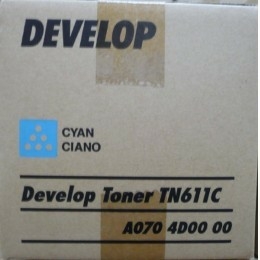 DEVELOP
CYAN
CIANO
Develop Toner TN611C
A070 4D00 00